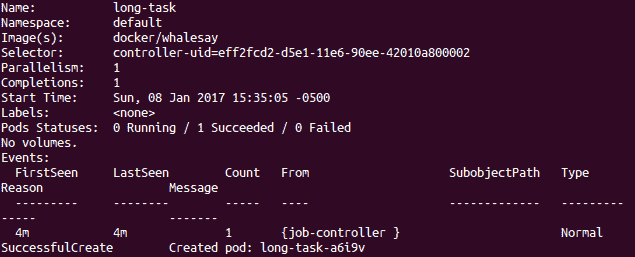 Name:		long-task
Namespace:	default
Image(s):	docker/whalesay
Selector:	controller-uid=eff2fcd2-d5e1-11e6-90ee-42010a800002
Parallelism:	1
Completions:	1
Start Time:	Sun, 08 Jan 2017 15:35:05 -0500
Labels:		<none>
Pods Statuses:	0 Running / 1 Succeeded / 0 Failed
No volumes.
Events:
  FirstSeen	LastSeen	Count	From			SubobjectPath	Type
Reason			Message
  ---------	--------	-----	----			-------------	---------
-----			-------
  4m		4m		1	{job-controller }			Normal
SuccessfulCreate	Created pod: long-task-a6i9v